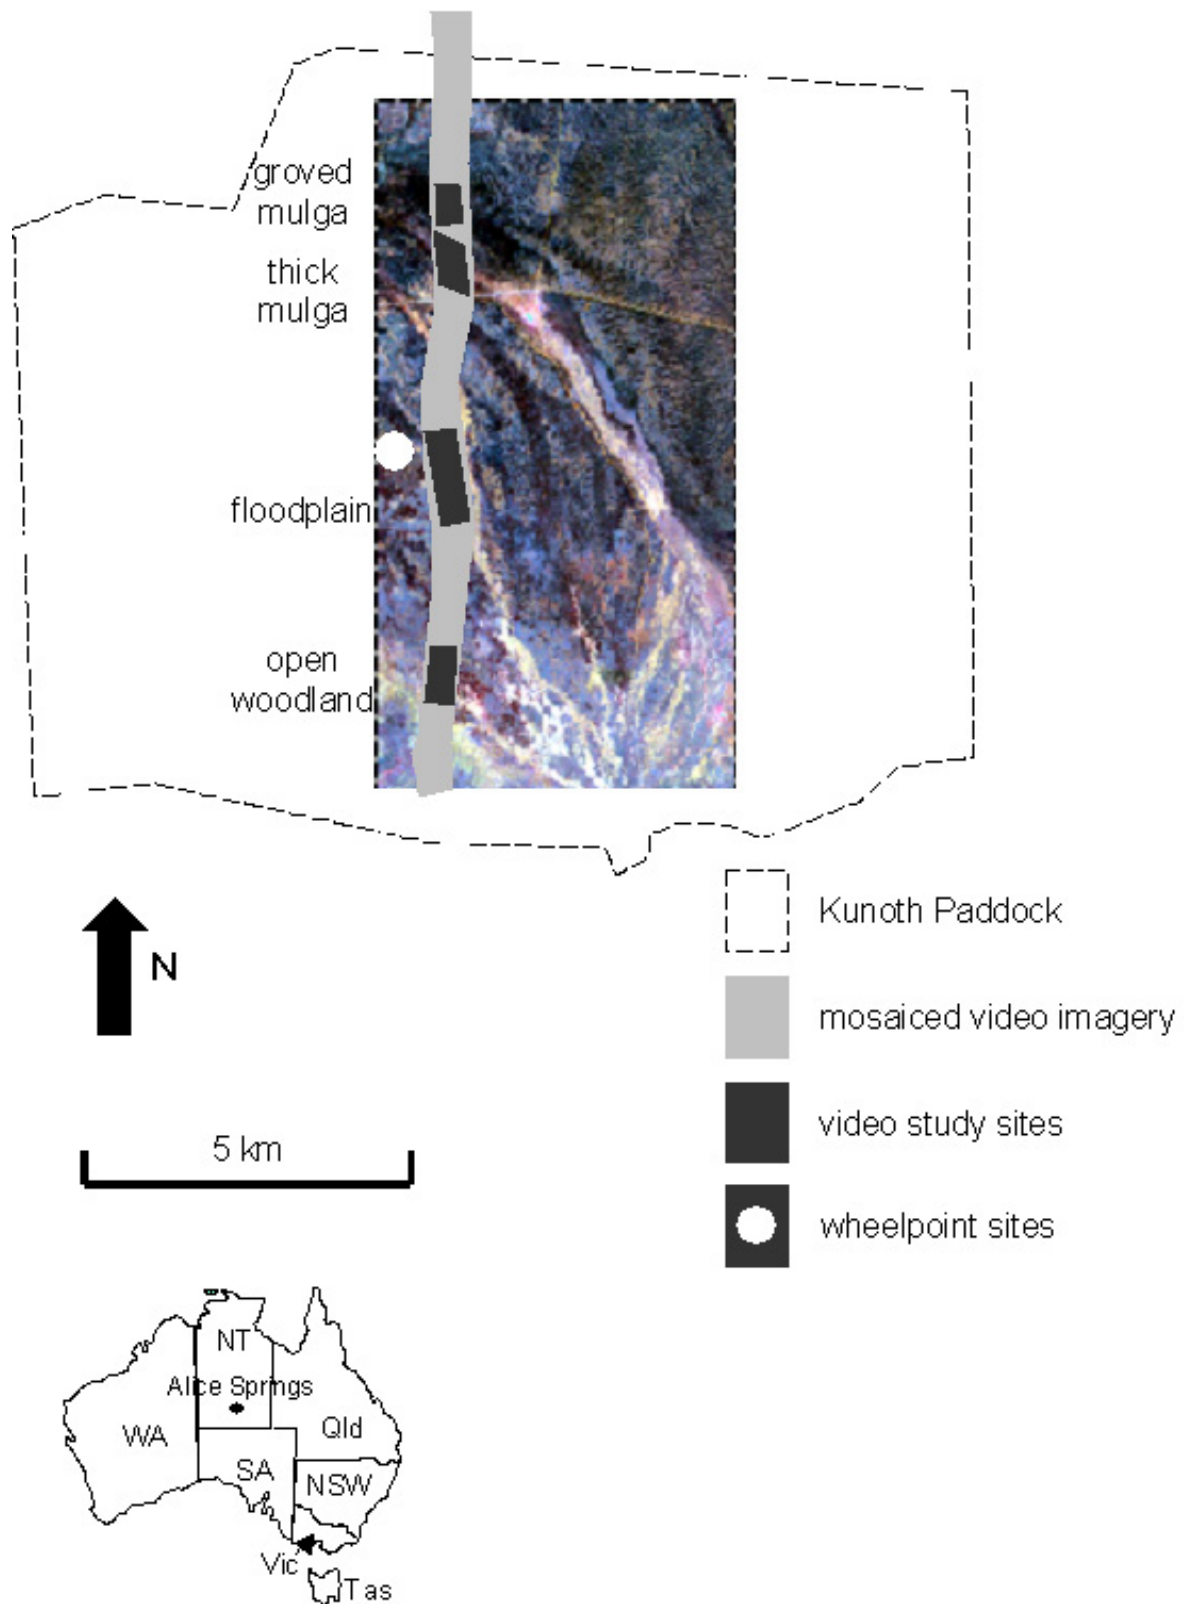 groved
mulga
thick
mulga
floodplain
open
woodland
Kunoth Paddock
N
mosaiced video imagery
5 km
video study sites
wheelpoint sites
NT
Alice Springs
WA
Qld
SA
NSW
Vic
Tas